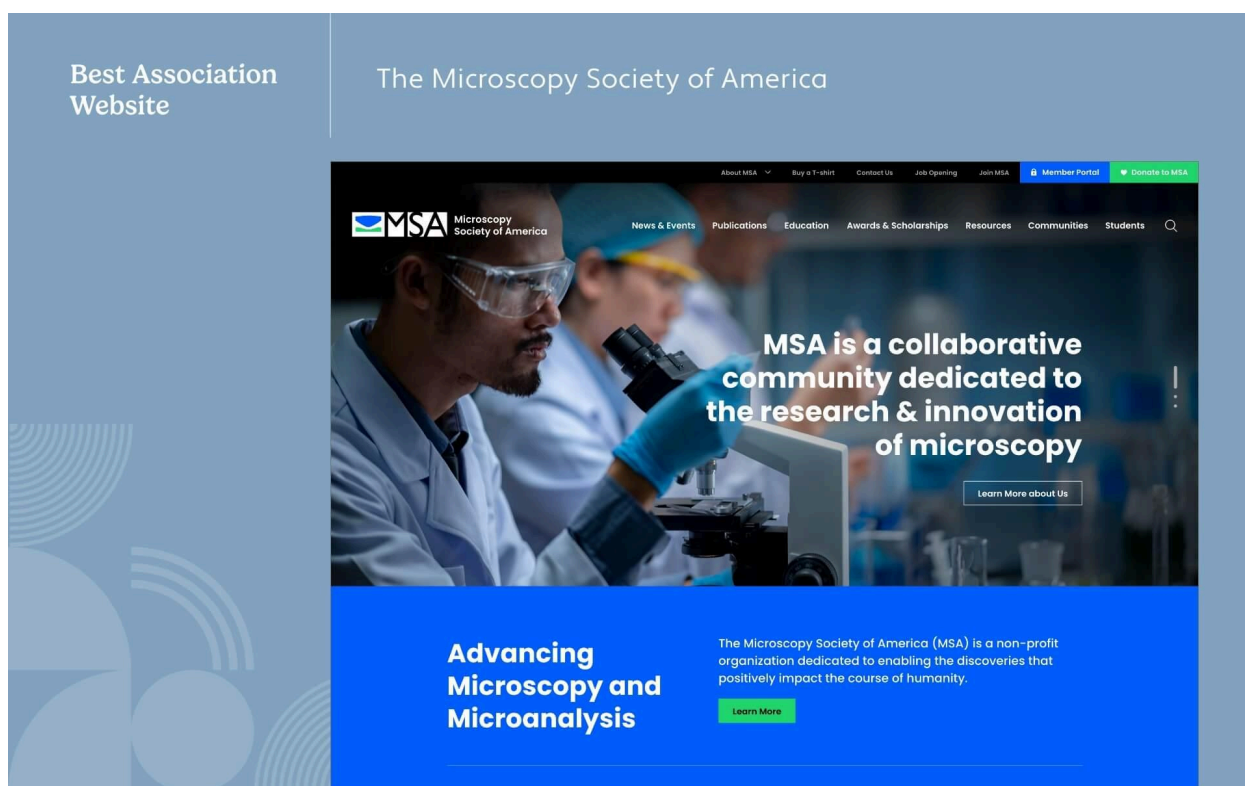 Best Association
Website
The Microscopy Society of America
About MSA
Buy a T-shirt
Contact Us
Job Opening
Join MSA
Member Portal
Donate to MSA
MSA
Microscopy
Society of America
News & Events
Publications
Education
Awards & Scholarships
Resources
Communities
Students
MSA is a collaborative
community dedicated to
the research & innovation
of microscopy
Learn More about Us
Advancing
Microscopy and
Microanalysis
The Microscopy Society of America (MSA) is a non-profit
organization dedicated to enabling the discoveries that
positively impact the course of humanity.
Learn More